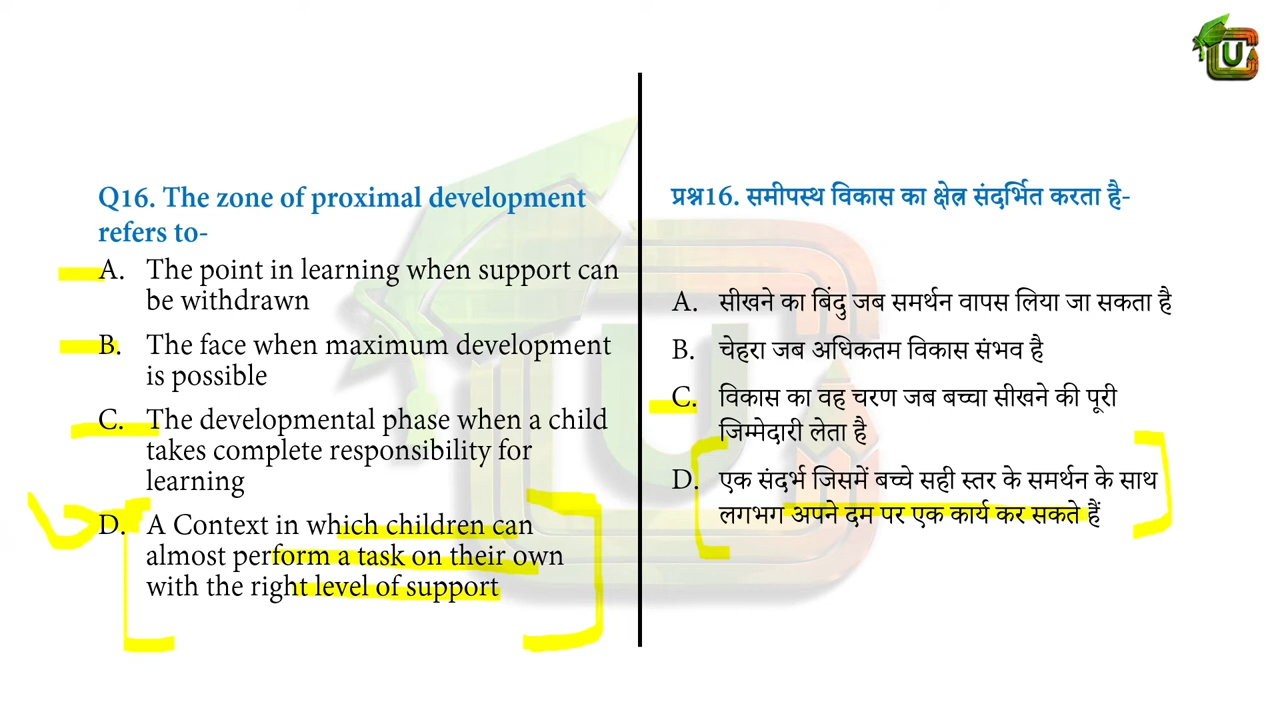 Q16. The zone of proximal development
refers to-
A. The point in learning when support can
be withdrawn
B. The face when maximum development
is possible
C. The developmental phase when a child
takes complete responsibility for
learning
D. A Context in which children can
almost perform a task on their own
with the right level of support
प्रश्न16. समीपस्थ विकास का क्षेत्र संदर्भित करता है-
A. सीखने का बिंदु जब समर्थन वापस लिया जा सकता है
B. चेहरा जब अधिकतम विकास संभव है
C. विकास का वह चरण जब बच्चा सीखने की पूरी
जिम्मेदारी लेता है
D. एक संदर्भ जिसमें बच्चे सही स्तर के समर्थन के साथ
लगभग अपने दम पर एक कार्य कर सकते हैं
U
U